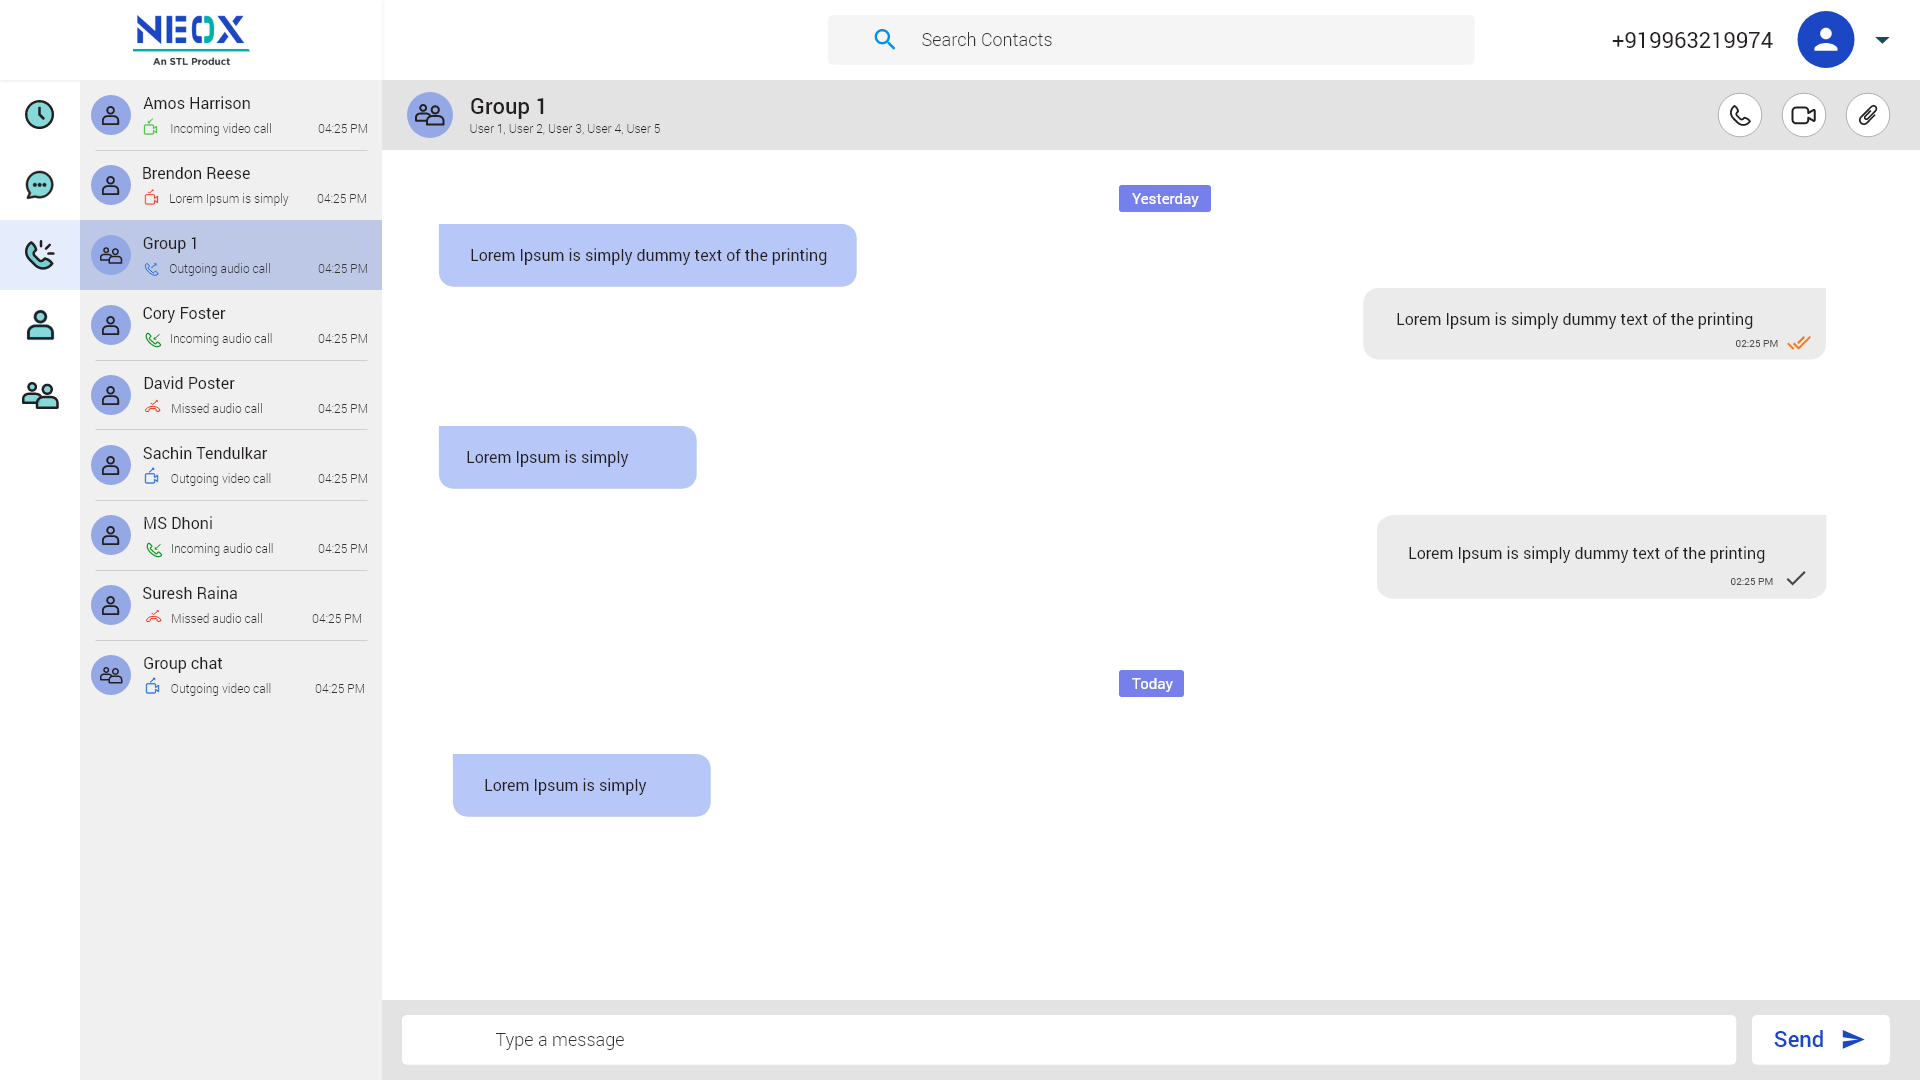 NEOX
An STL Product
Search Contacts
+919963219974
Amos Harrison
Incoming video call 04:25 PM
Brendon Reese
Lorem Ipsum is simply 04:25 PM
Group 1
Outgoing audio call 04:25 PM
Cory Foster
Incoming audio call 04:25 PM
David Poster
Missed audio call 04:25 PM
Sachin Tendulkar
Outgoing video call 04:25 PM
MS Dhoni
Incoming audio call 04:25 PM
Suresh Raina
Missed audio call 04:25 PM
Group chat
Outgoing video call 04:25 PM
Group 1
User 1, User 2, User 3, User 4, User 5
Yesterday
Lorem Ipsum is simply dummy text of the printing
Lorem Ipsum is simply dummy text of the printing
02:25 PM
Lorem Ipsum is simply
Lorem Ipsum is simply dummy text of the printing
02:25 PM
Today
Lorem Ipsum is simply
Type a message
Send